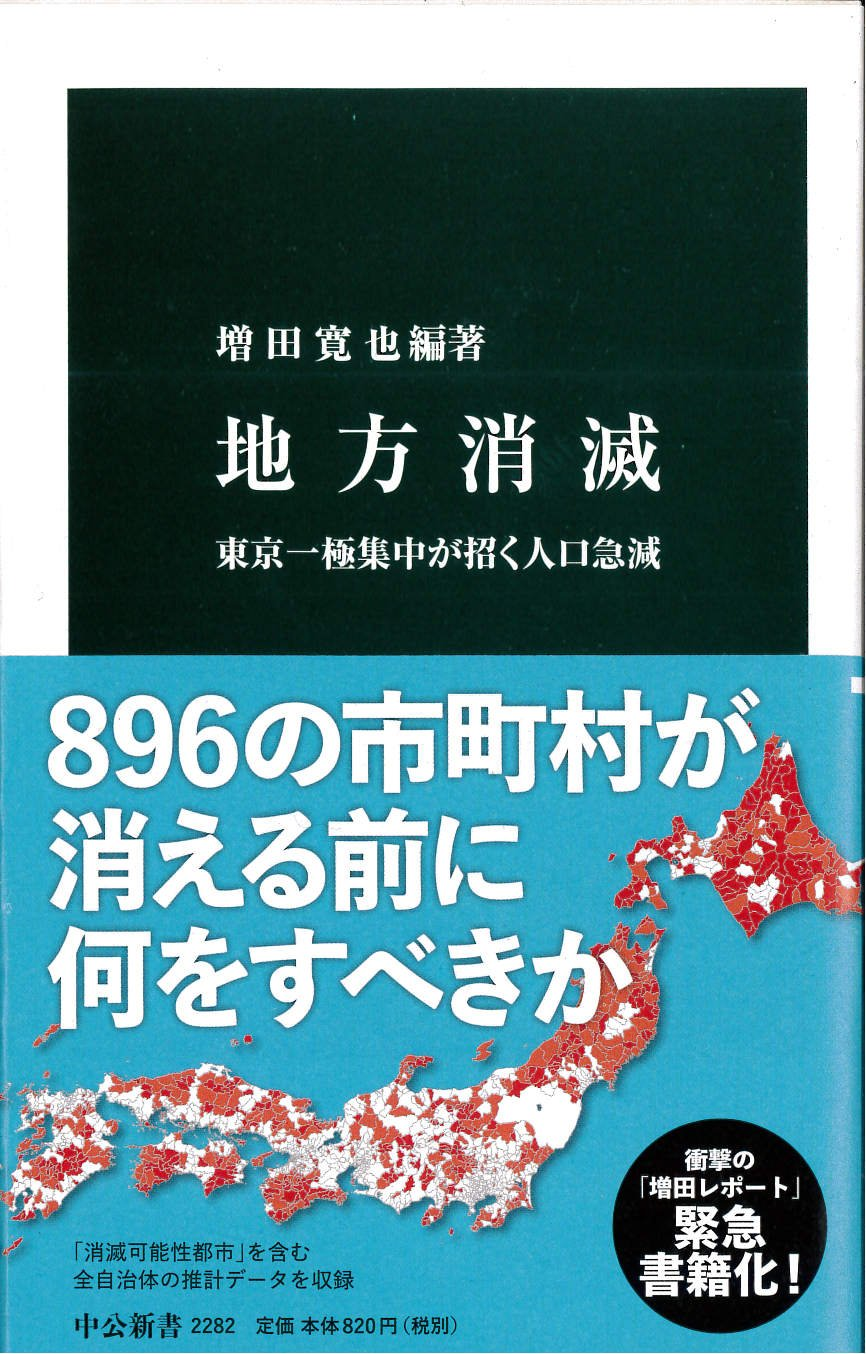 増田寛也編著
地方消滅
東京一極集中が招く人口急減
896の市町村が
消える前に
何をすべきか
衝撃の
「増田レポート」
緊急
書籍化！
「消滅可能性都市」を含む
全自治体の推計データを収録
中公新書 2282 定価 本体820円（税別）